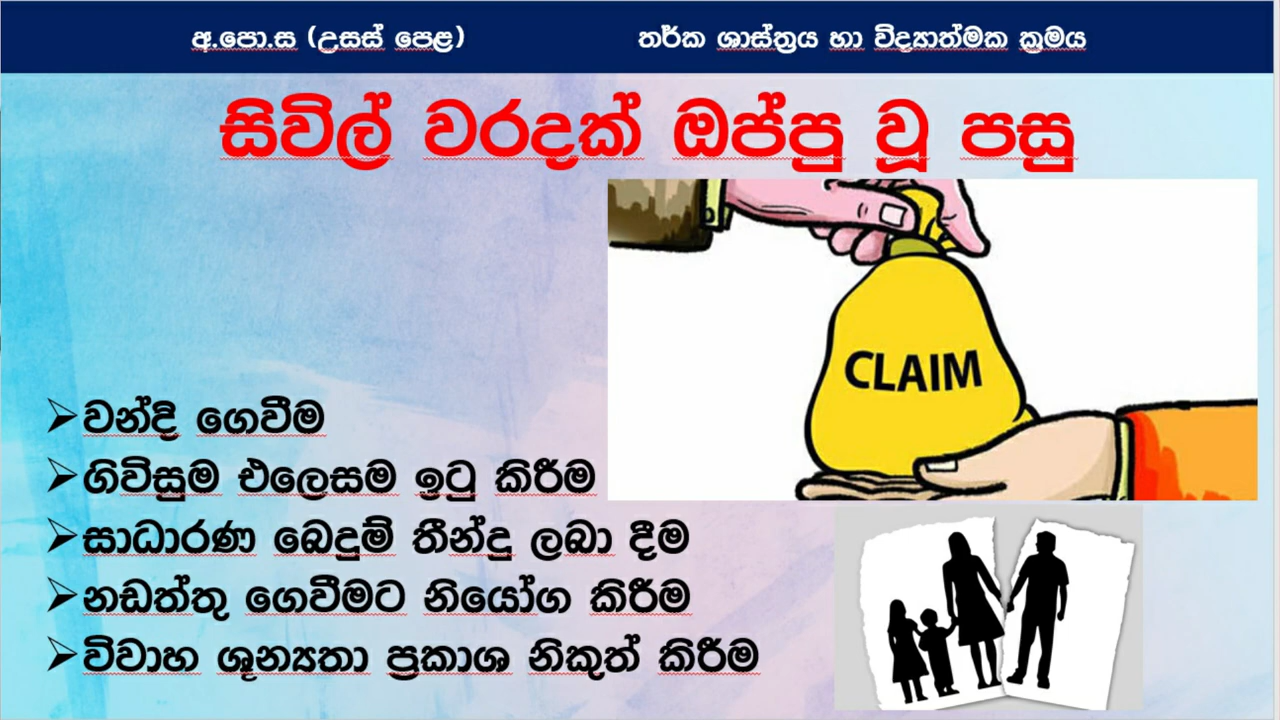 අ.පො.ස (උසස් පෙළ) තර්ක ශාස්ත්‍රය හා විද්‍යාත්මක ක්‍රමය
සිවිල් වරදක් ඔප්පු වූ පසු
CLAIM
➢වන්දි ගෙවීම
➢ගිවිසුම එලෙසම ඉටු කිරීම
➢සාධාරණ බෙදුම් තීන්දු ලබා දීම
➢නඩත්තු ගෙවීමට නියෝග කිරීම
➢විවාහ ශූන්‍යතා ප්‍රකාශ නිකුත් කිරීම